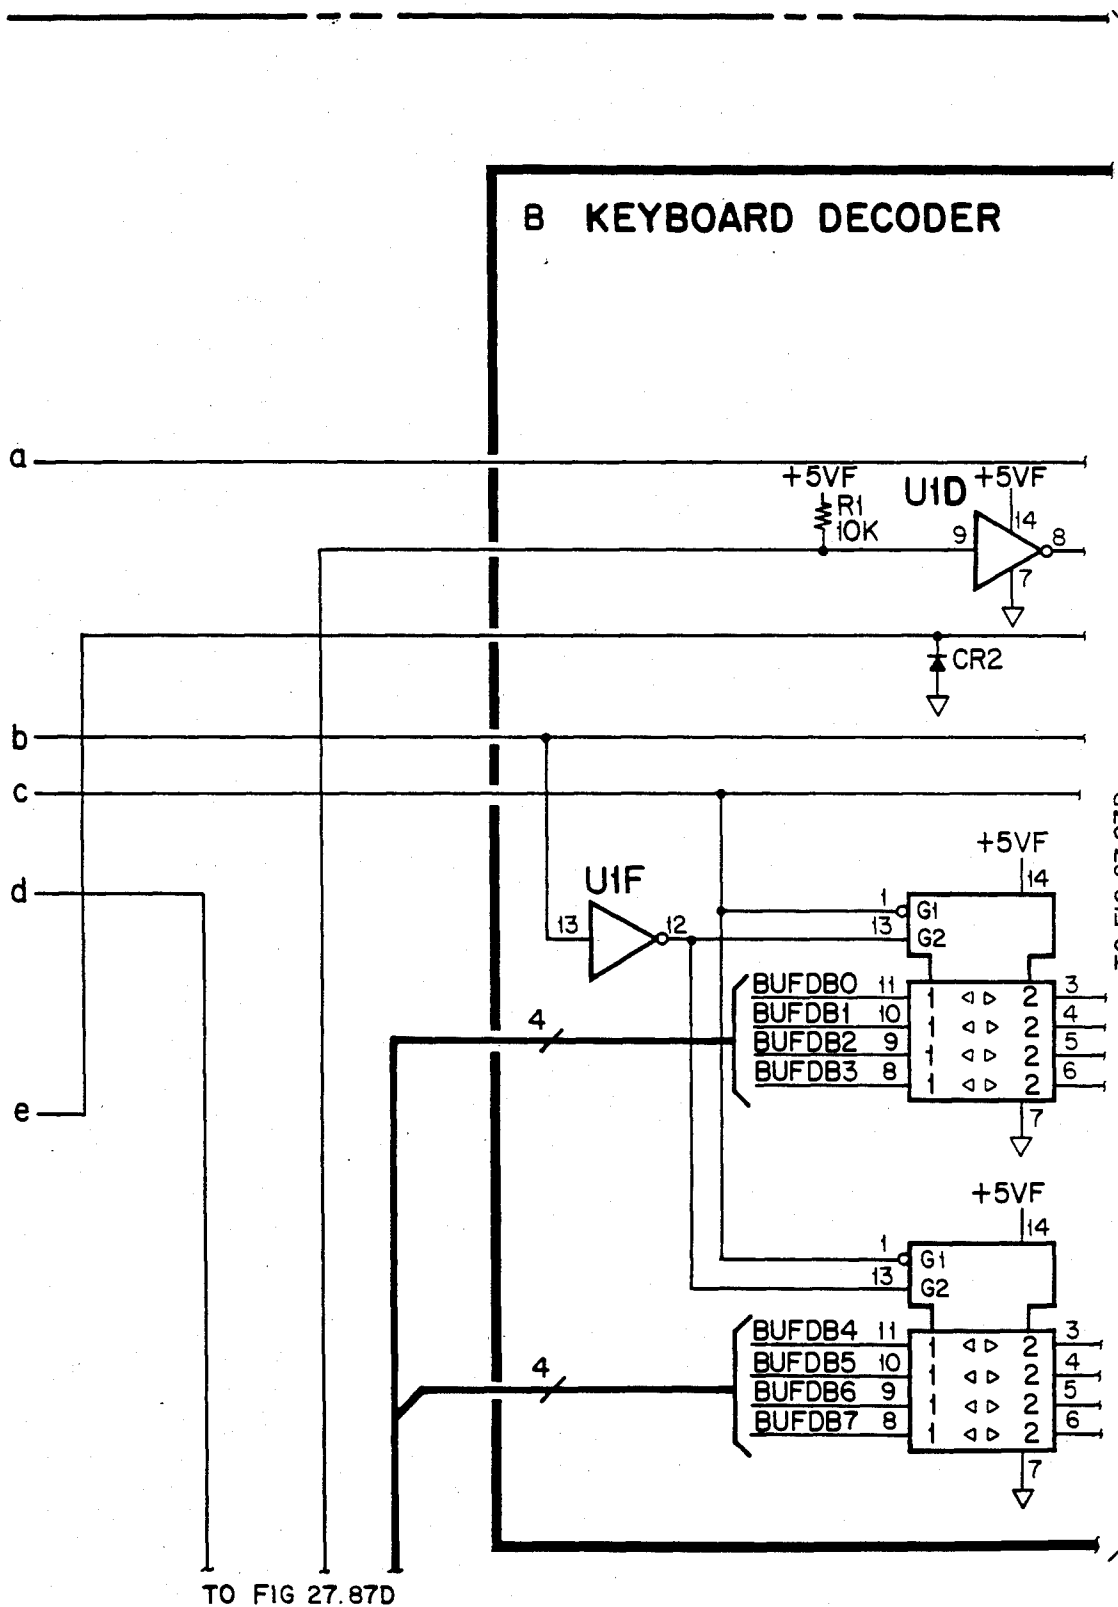 B KEYBOARD DECODER
a
+5VF
U1D
+5VF
R1
10K
14
9
8
7
CR2
b
c
+5VF
14
d
U1F
13
12
1
G1
13
G2
BUFDB0 11 1 2 3
BUFDB1 10 1 2 4
BUFDB2 9 1 2 5
BUFDB3 8 1 2 6
4
7
e
+5VF
14
1
G1
13
G2
BUFDB4 11 1 2 3
BUFDB5 10 1 2 4
BUFDB6 9 1 2 5
BUFDB7 8 1 2 6
4
7
TO FIG 27.87D